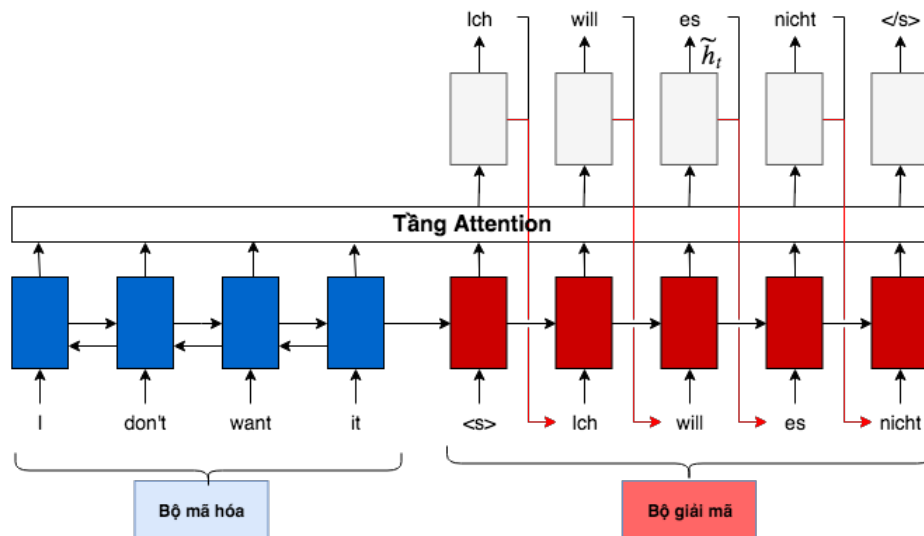 Ich will es nicht </s>
h̃ₜ
Tầng Attention
I don't want it <s> Ich will es nicht
Bộ mã hóa Bộ giải mã